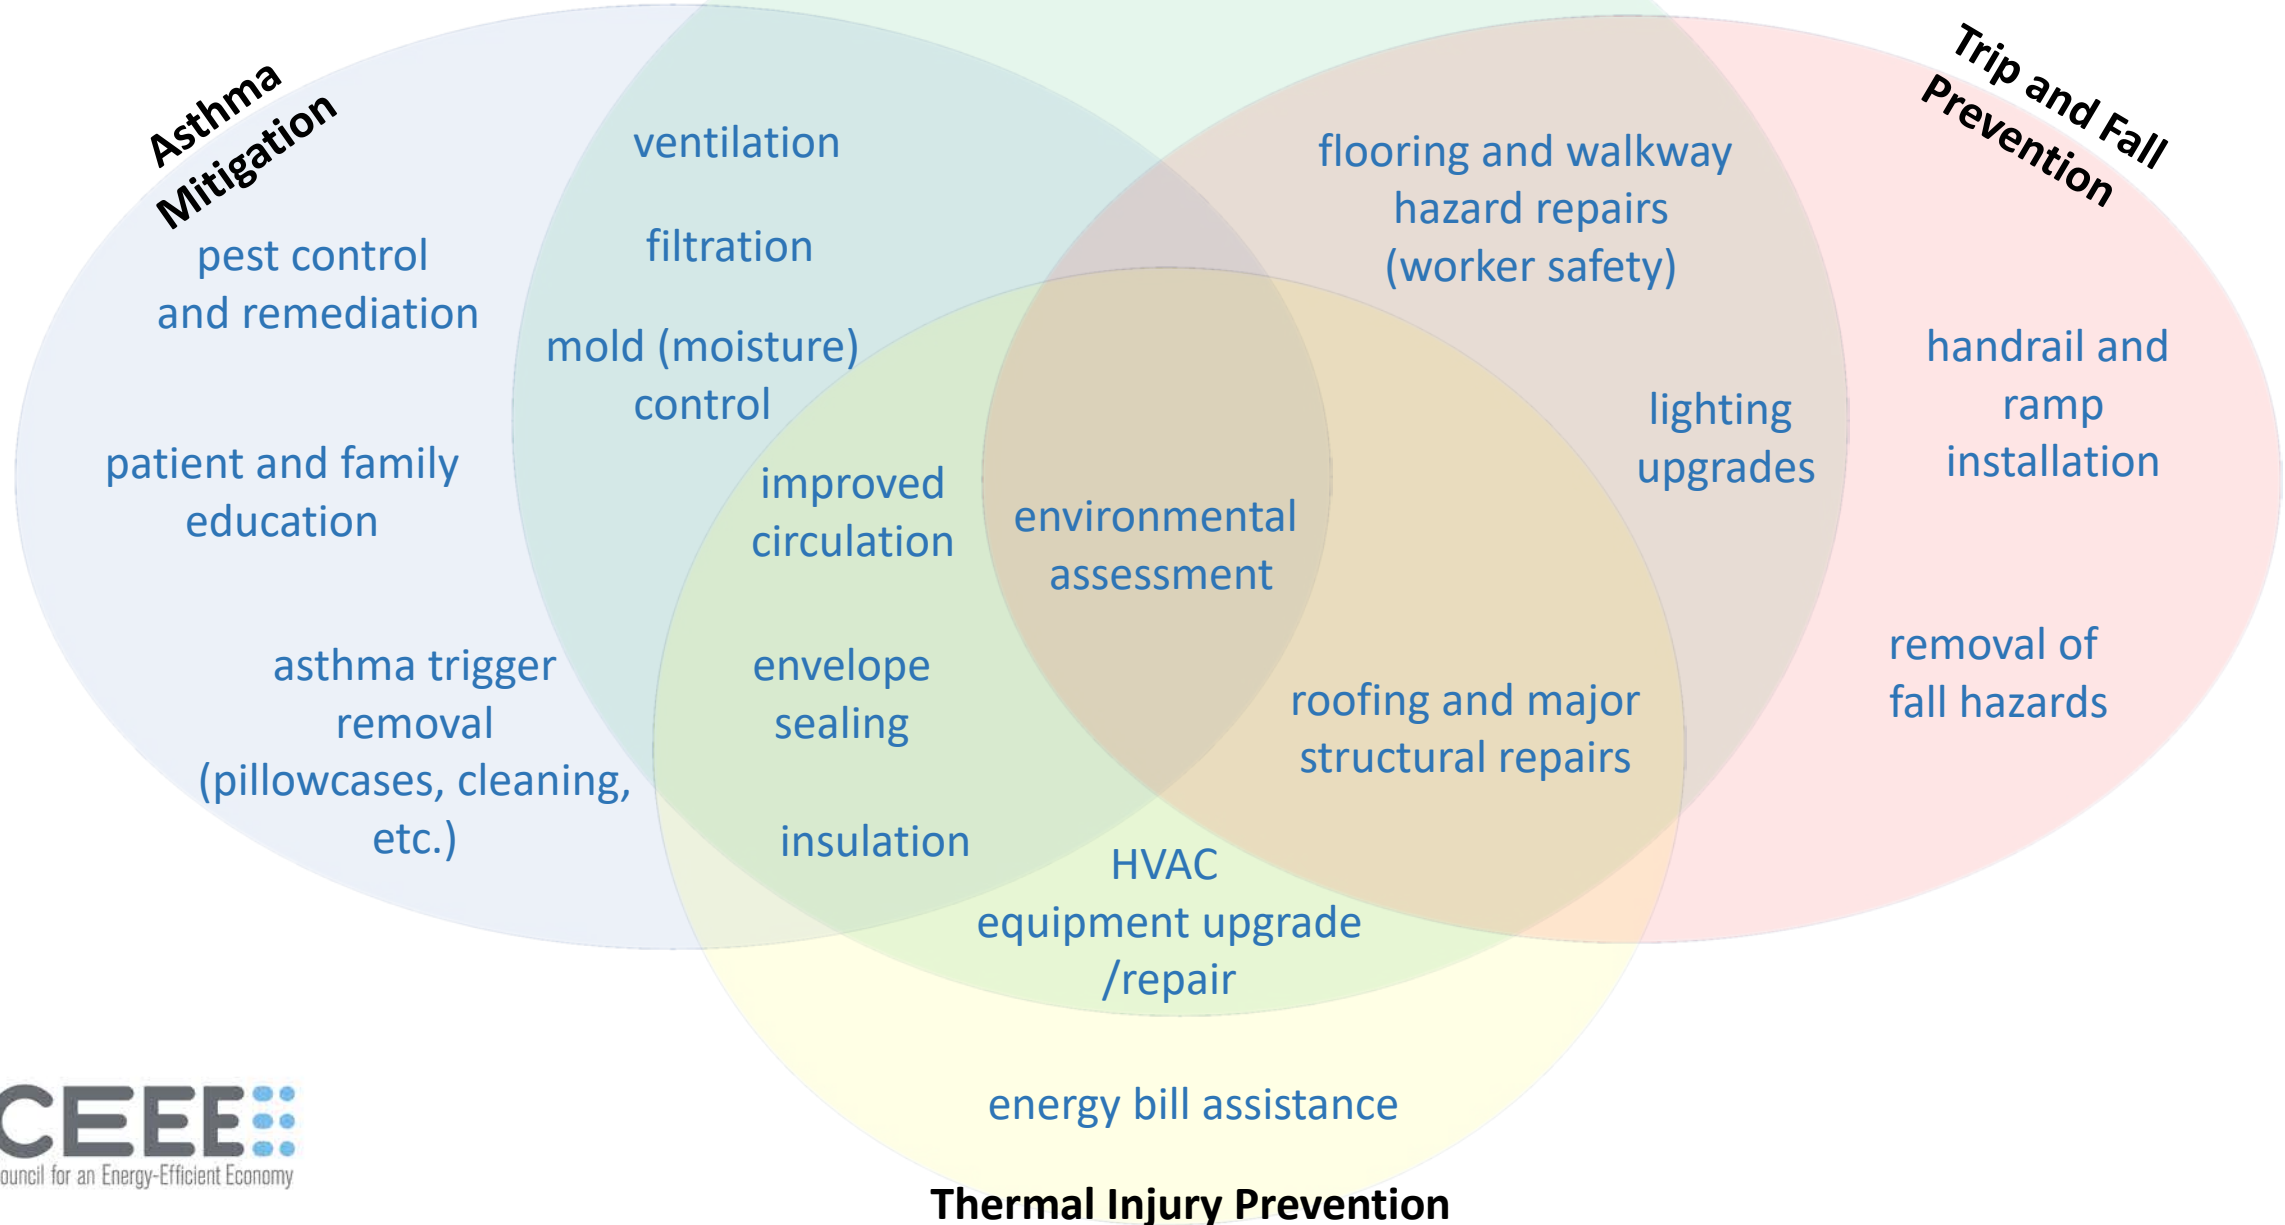 Asthma
Mitigation
Trip and Fall
Prevention
ventilation
filtration
mold (moisture)
control
flooring and walkway
hazard repairs
(worker safety)
pest control
and remediation
handrail and
ramp
installation
lighting
upgrades
patient and family
education
improved
circulation
environmental
assessment
asthma trigger
removal
(pillowcases, cleaning,
etc.)
envelope
sealing
roofing and major
structural repairs
removal of
fall hazards
insulation
HVAC
equipment upgrade
/repair
energy bill assistance
Thermal Injury Prevention
CEEE
ouncil for an Energy-Efficient Economy